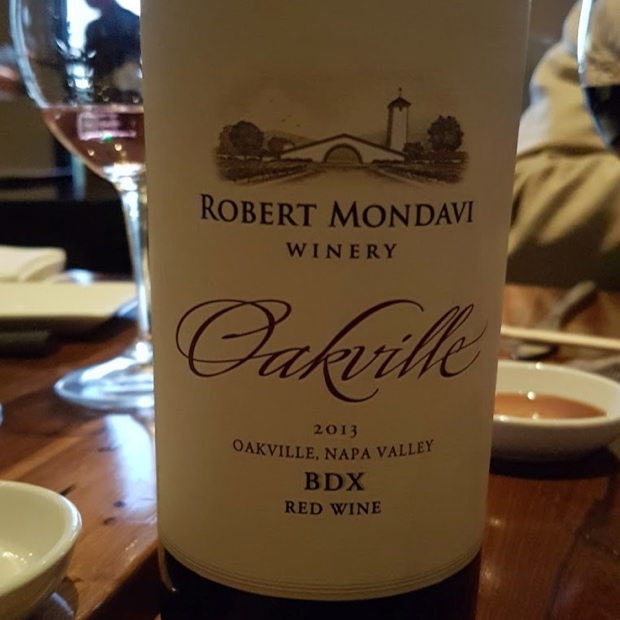 ROBERT MONDAVI
WINERY
Oakville
2013
OAKVILLE, NAPA VALLEY
BDX
RED WINE